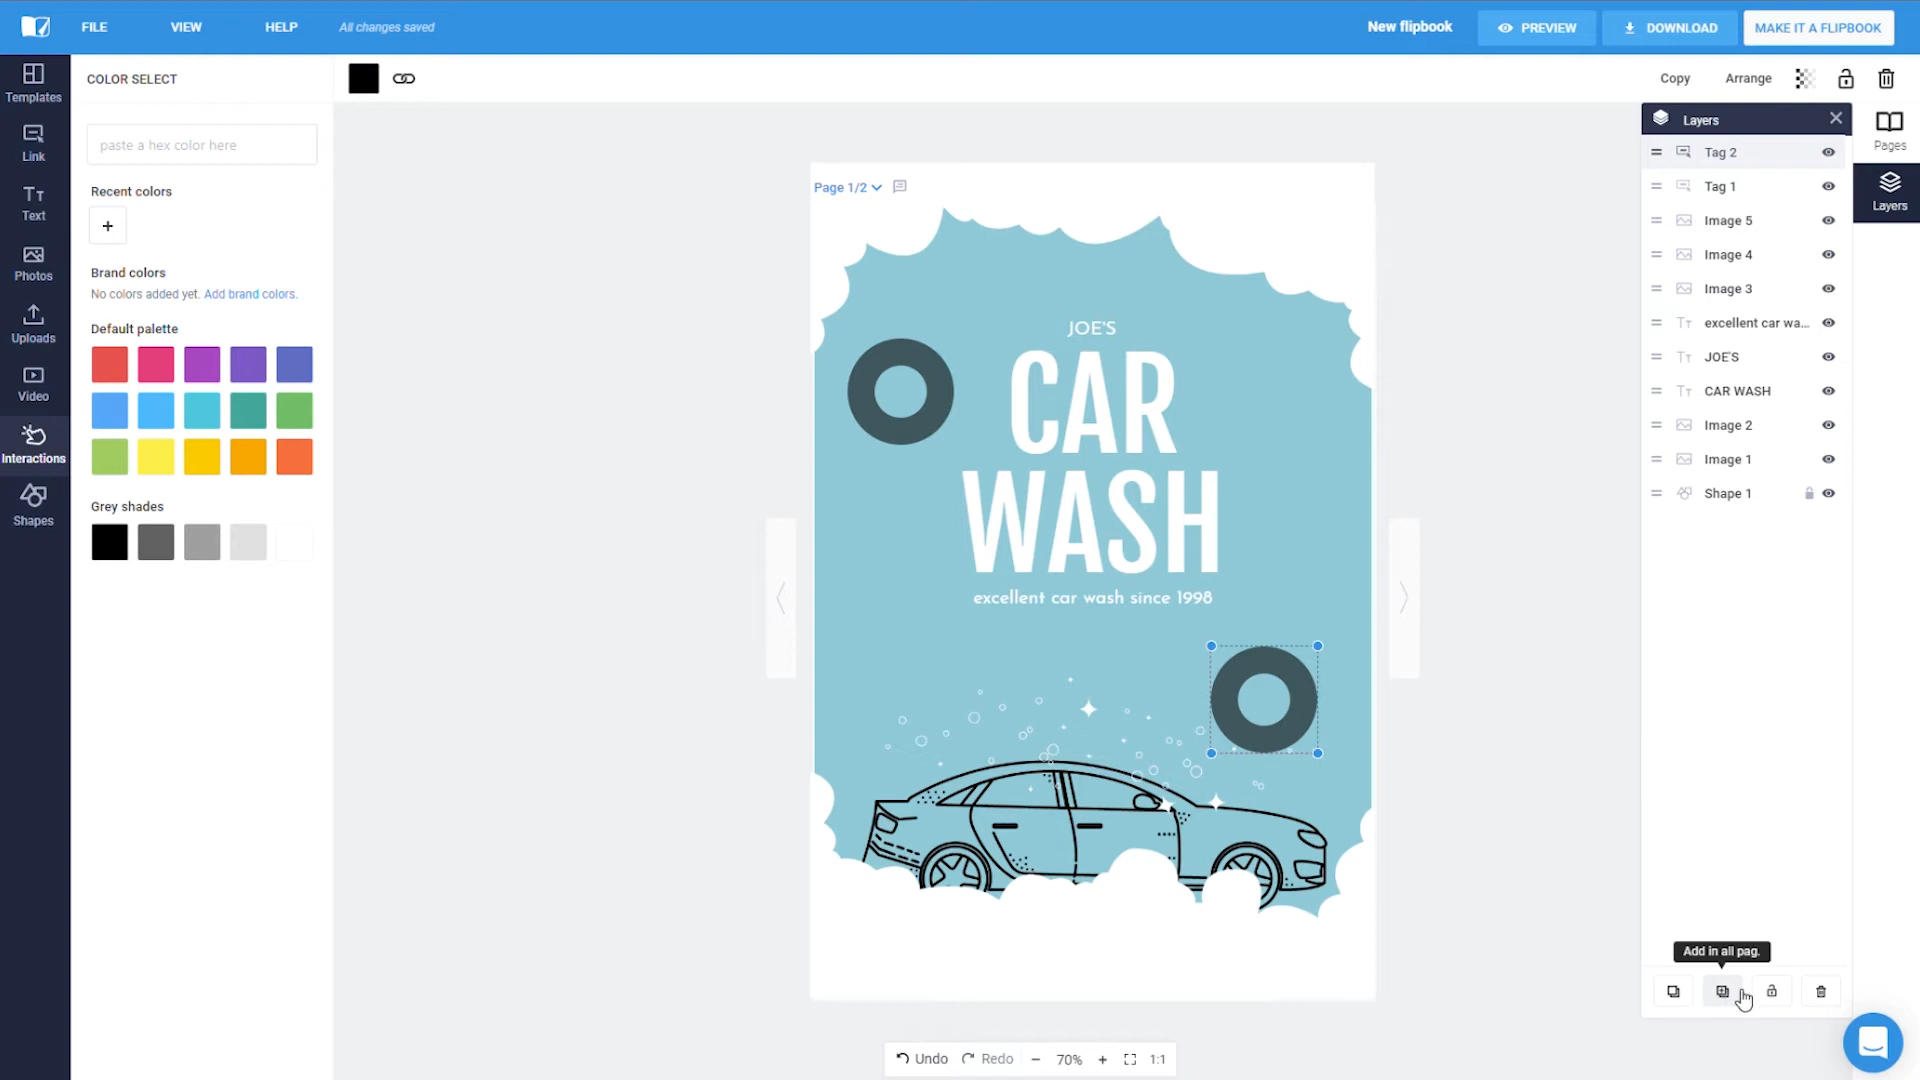 FILE
VIEW
HELP
All changes saved
New flipbook
PREVIEW
DOWNLOAD
MAKE IT A FLIPBOOK
Templates
Link
Text
Photos
Uploads
Video
Interactions
Shapes
COLOR SELECT
paste a hex color here
Recent colors
+
Brand colors
No colors added yet. Add brand colors.
Default palette
Grey shades
Copy
Arrange
Page 1/2
JOE'S
CAR
WASH
excellent car wash since 1998
Undo
Redo
− 70% +
1:1
Layers
Tag 2
Tag 1
Image 5
Image 4
Image 3
Tт excellent car wa...
Tт JOE'S
Tт CAR WASH
Image 2
Image 1
Shape 1
Add in all pag.
Pages
Layers